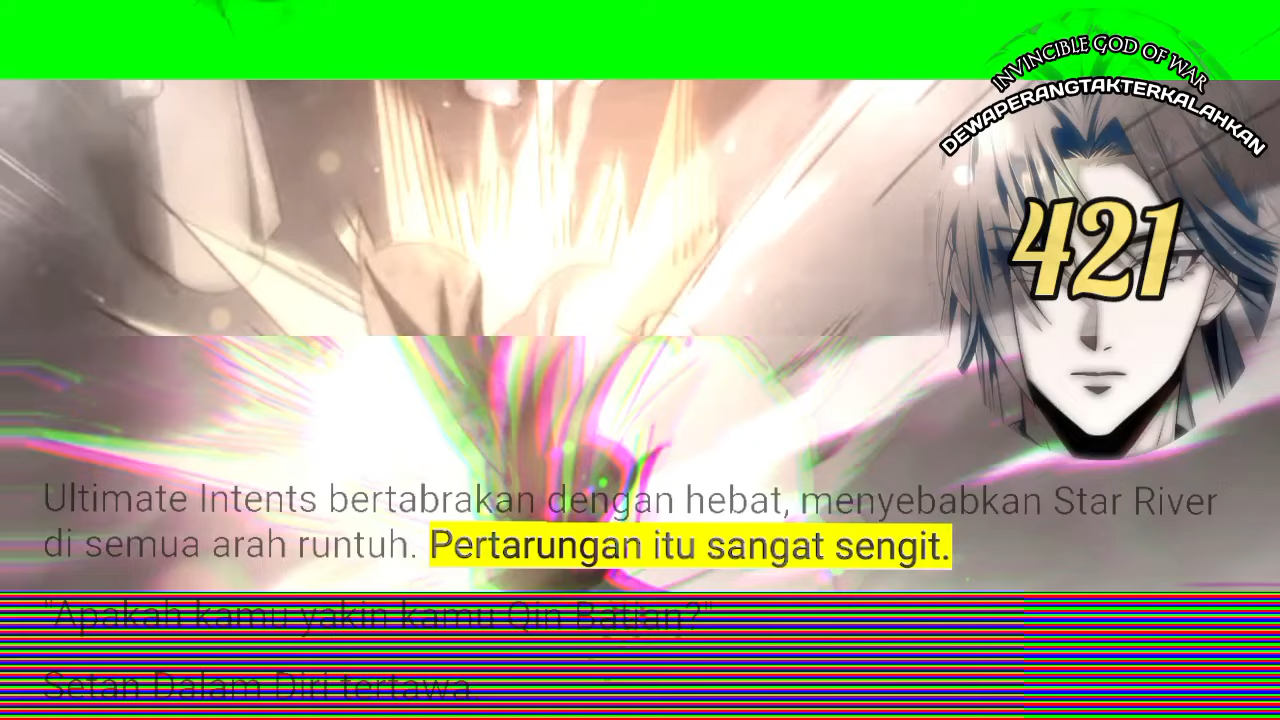 INVINCIBLE GOD OF WAR
DEWAPERANGTAKTERKALAHKAN
421
Ultimate Intents bertabrakan dengan hebat, menyebabkan Star River
di semua arah runtuh. Pertarungan itu sangat sengit.
"Apakah kamu yakin kamu Qin Batian?"
Setan Dalam Diri tertawa.